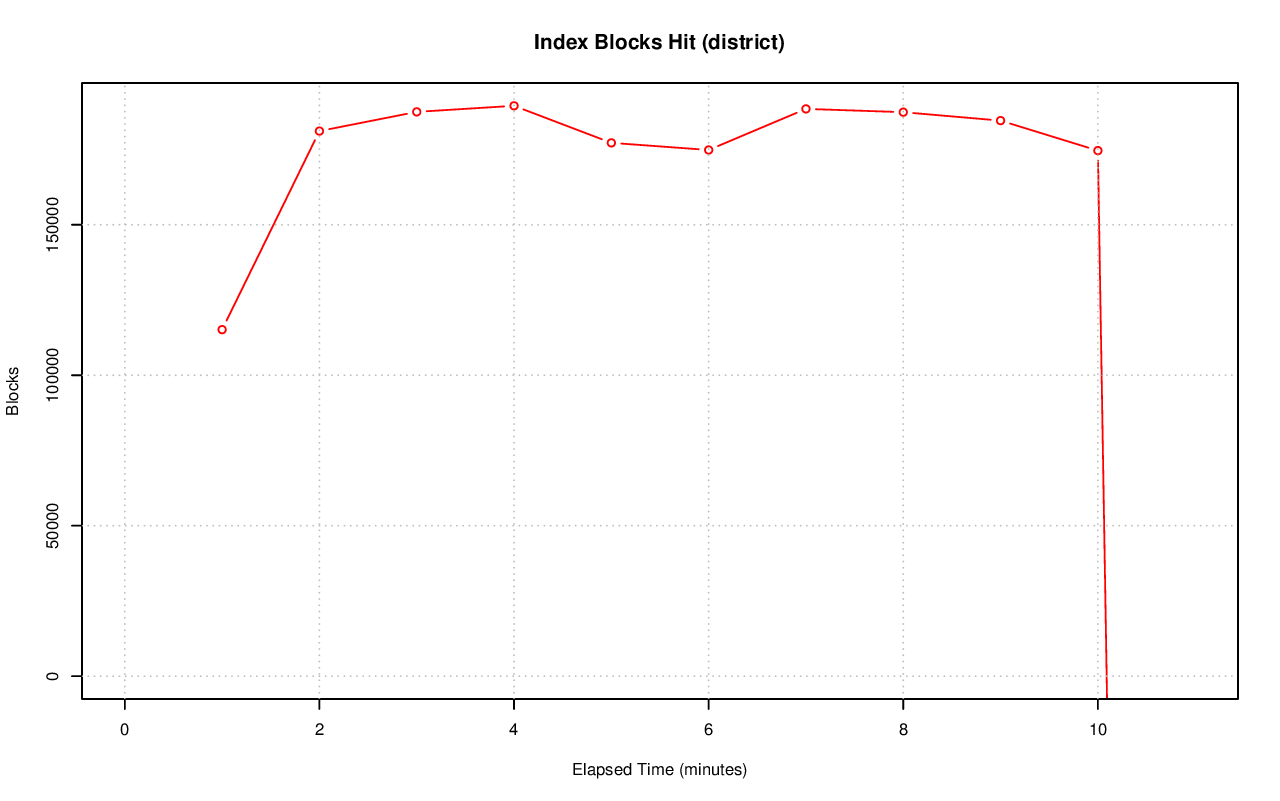 Index Blocks Hit (district)
150000
100000
50000
0
Blocks
0 2 4 6 8 10
Elapsed Time (minutes)